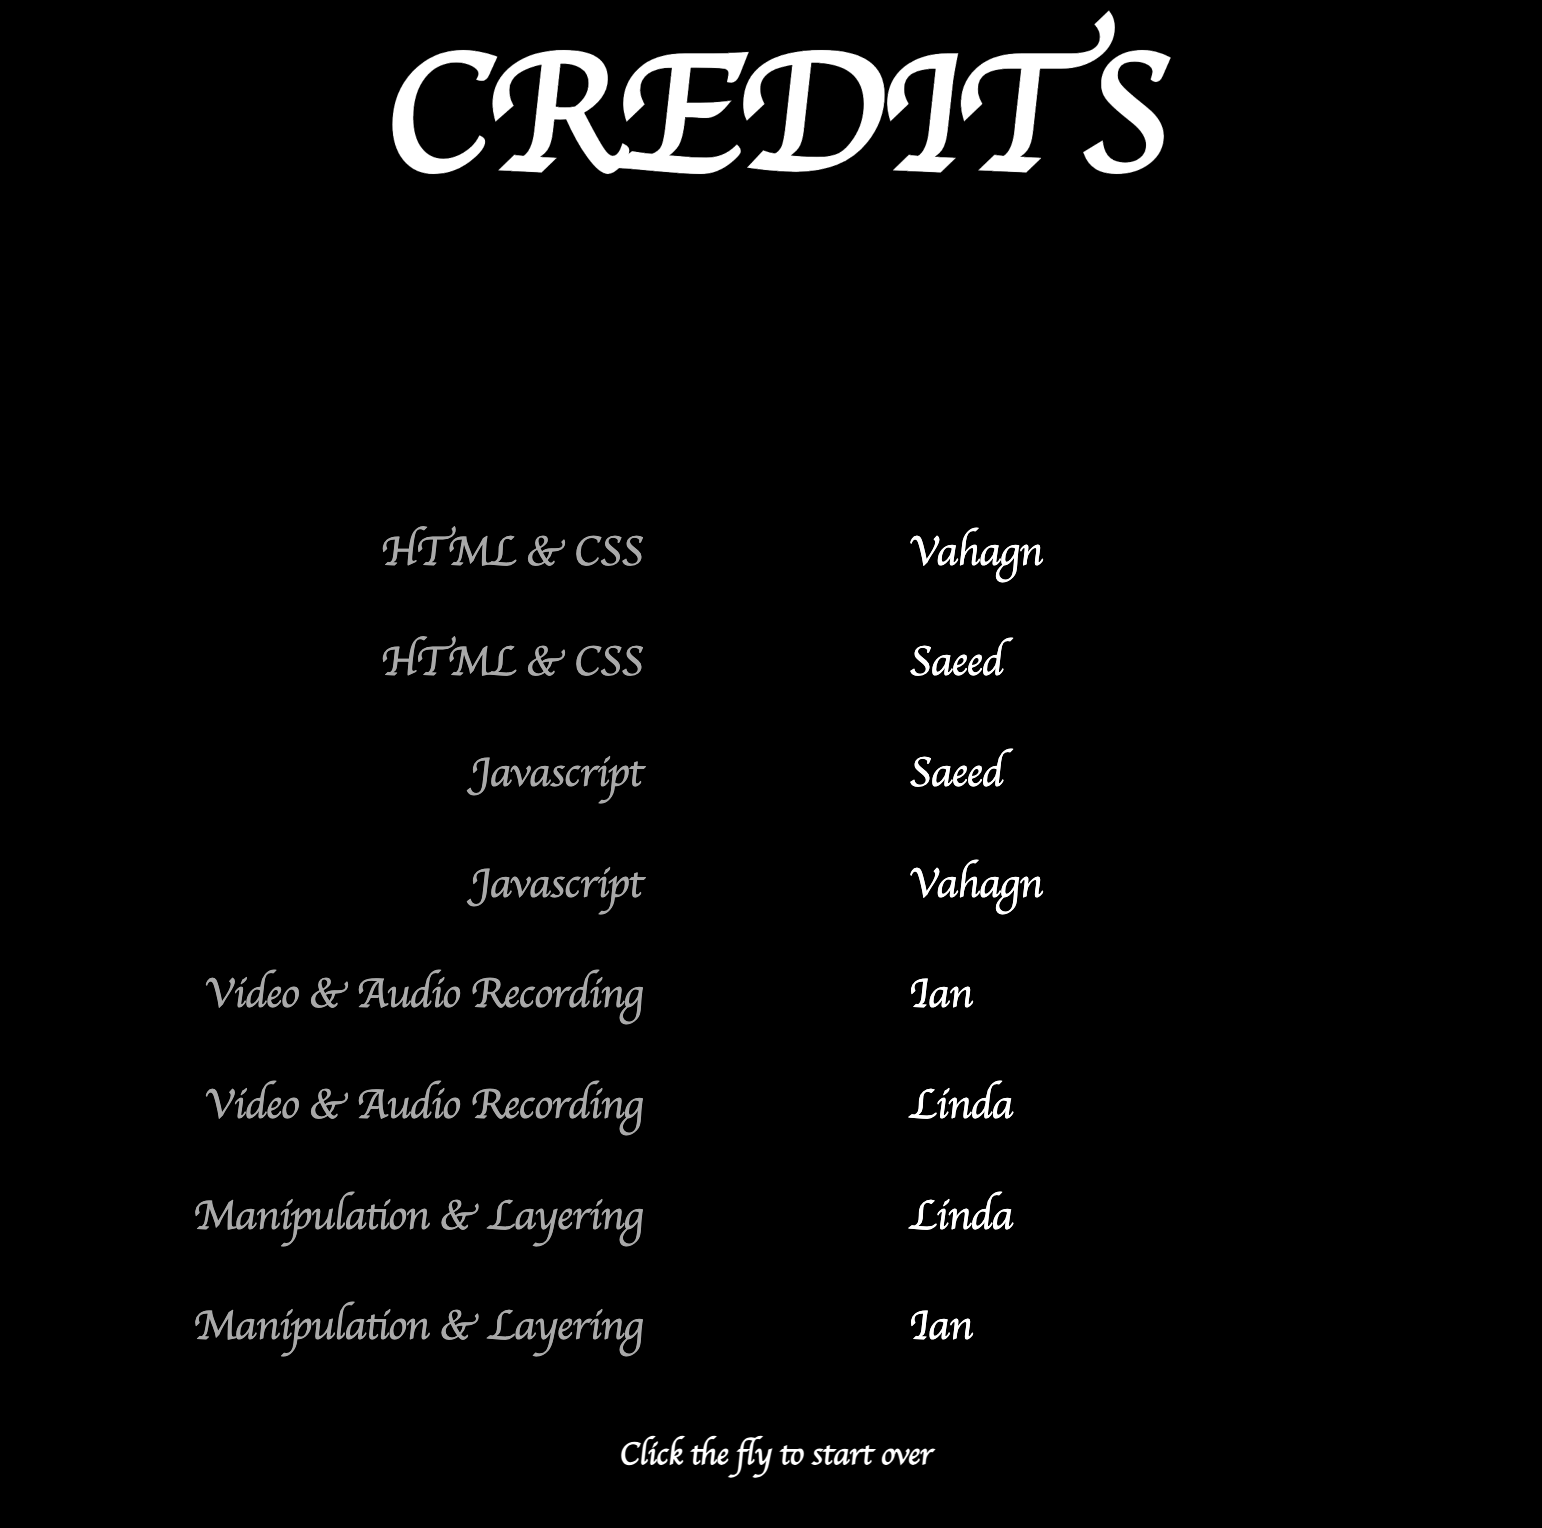 CREDITS
HTML & CSS Vahagn
HTML & CSS Saeed
Javascript Saeed
Javascript Vahagn
Video & Audio Recording Ian
Video & Audio Recording Linda
Manipulation & Layering Linda
Manipulation & Layering Ian
Click the fly to start over